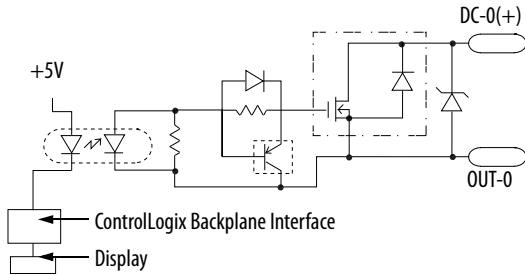 DC-0(+)
+5V
OUT-0
ControlLogix Backplane Interface
Display